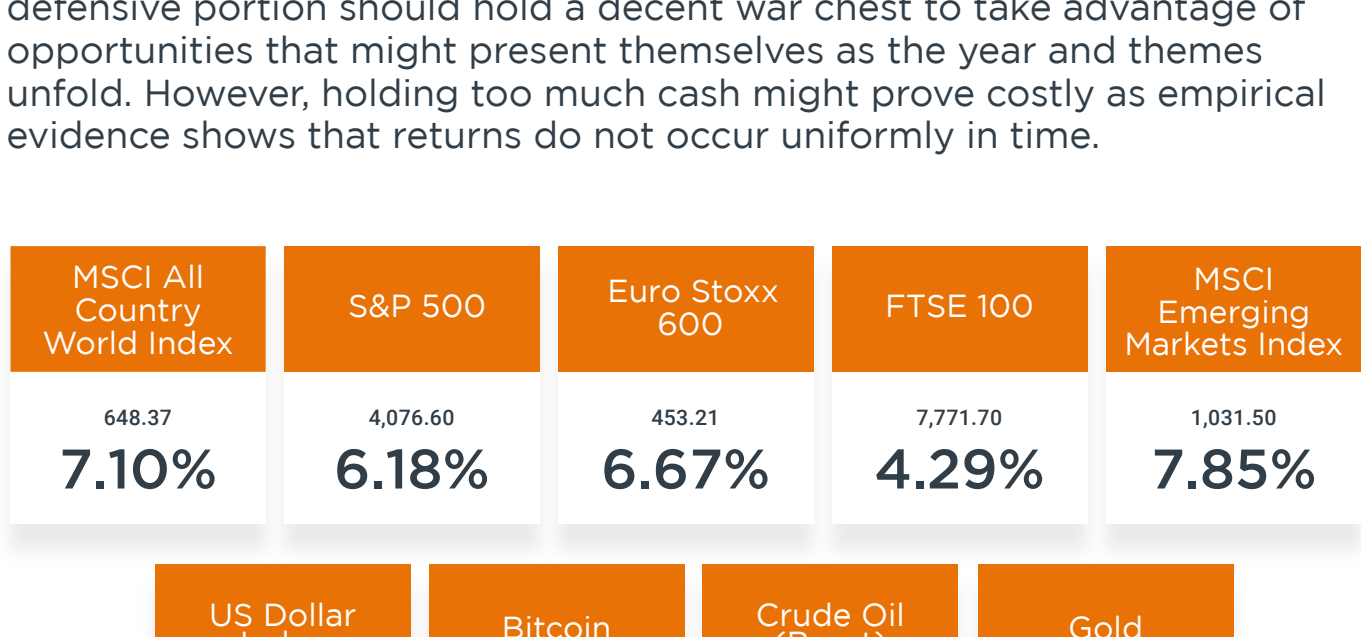 defensive portion should hold a decent war chest to take advantage of
opportunities that might present themselves as the year and themes
unfold. However, holding too much cash might prove costly as empirical
evidence shows that returns do not occur uniformly in time.
MSCI All
Country
World Index
648.37
7.10%
S&P 500
4,076.60
6.18%
Euro Stoxx
600
453.21
6.67%
FTSE 100
7,771.70
4.29%
MSCI
Emerging
Markets Index
1,031.50
7.85%
US Dollar
Bitcoin
Crude Oil
(Brent)
Gold